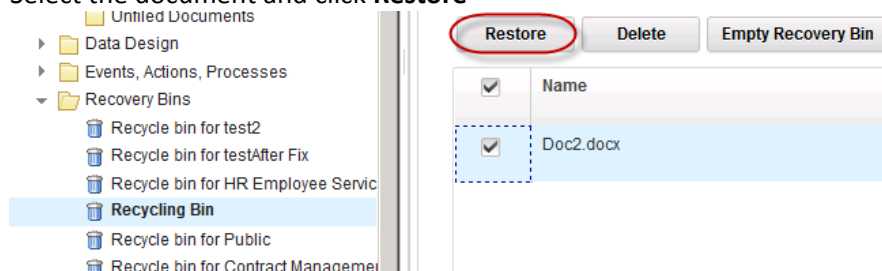 Select the document and click Restore
Unfiled Documents
Data Design
Events, Actions, Processes
Recovery Bins
Recycle bin for test2
Recycle bin for testAfter Fix
Recycle bin for HR Employee Servic
Recycling Bin
Recycle bin for Public
Recycle bin for Contract Managemer
Restore Delete Empty Recovery Bin
Name
Doc2.docx